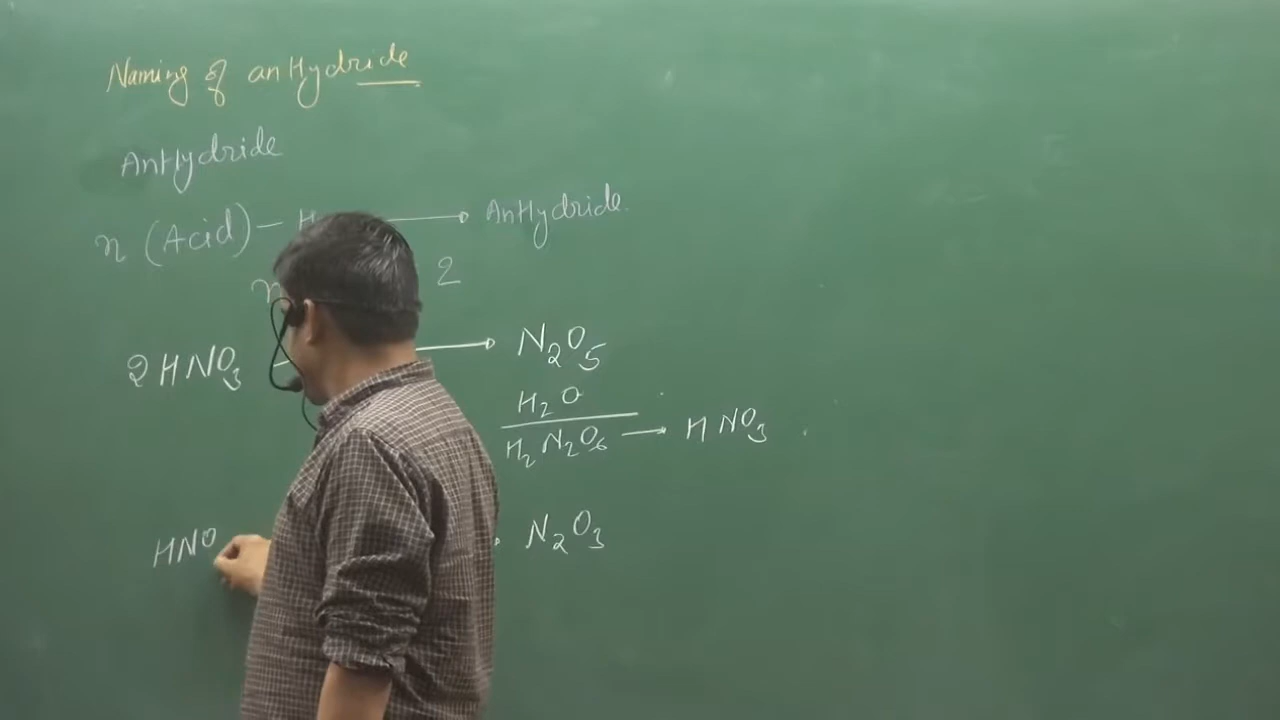 Naming of anHydride
AnHydride
n (Acid) – H → AnHydride.
n 2
2HNO3 → N2O5
H2O
H2N2O6 → HNO3
HNO N2O3